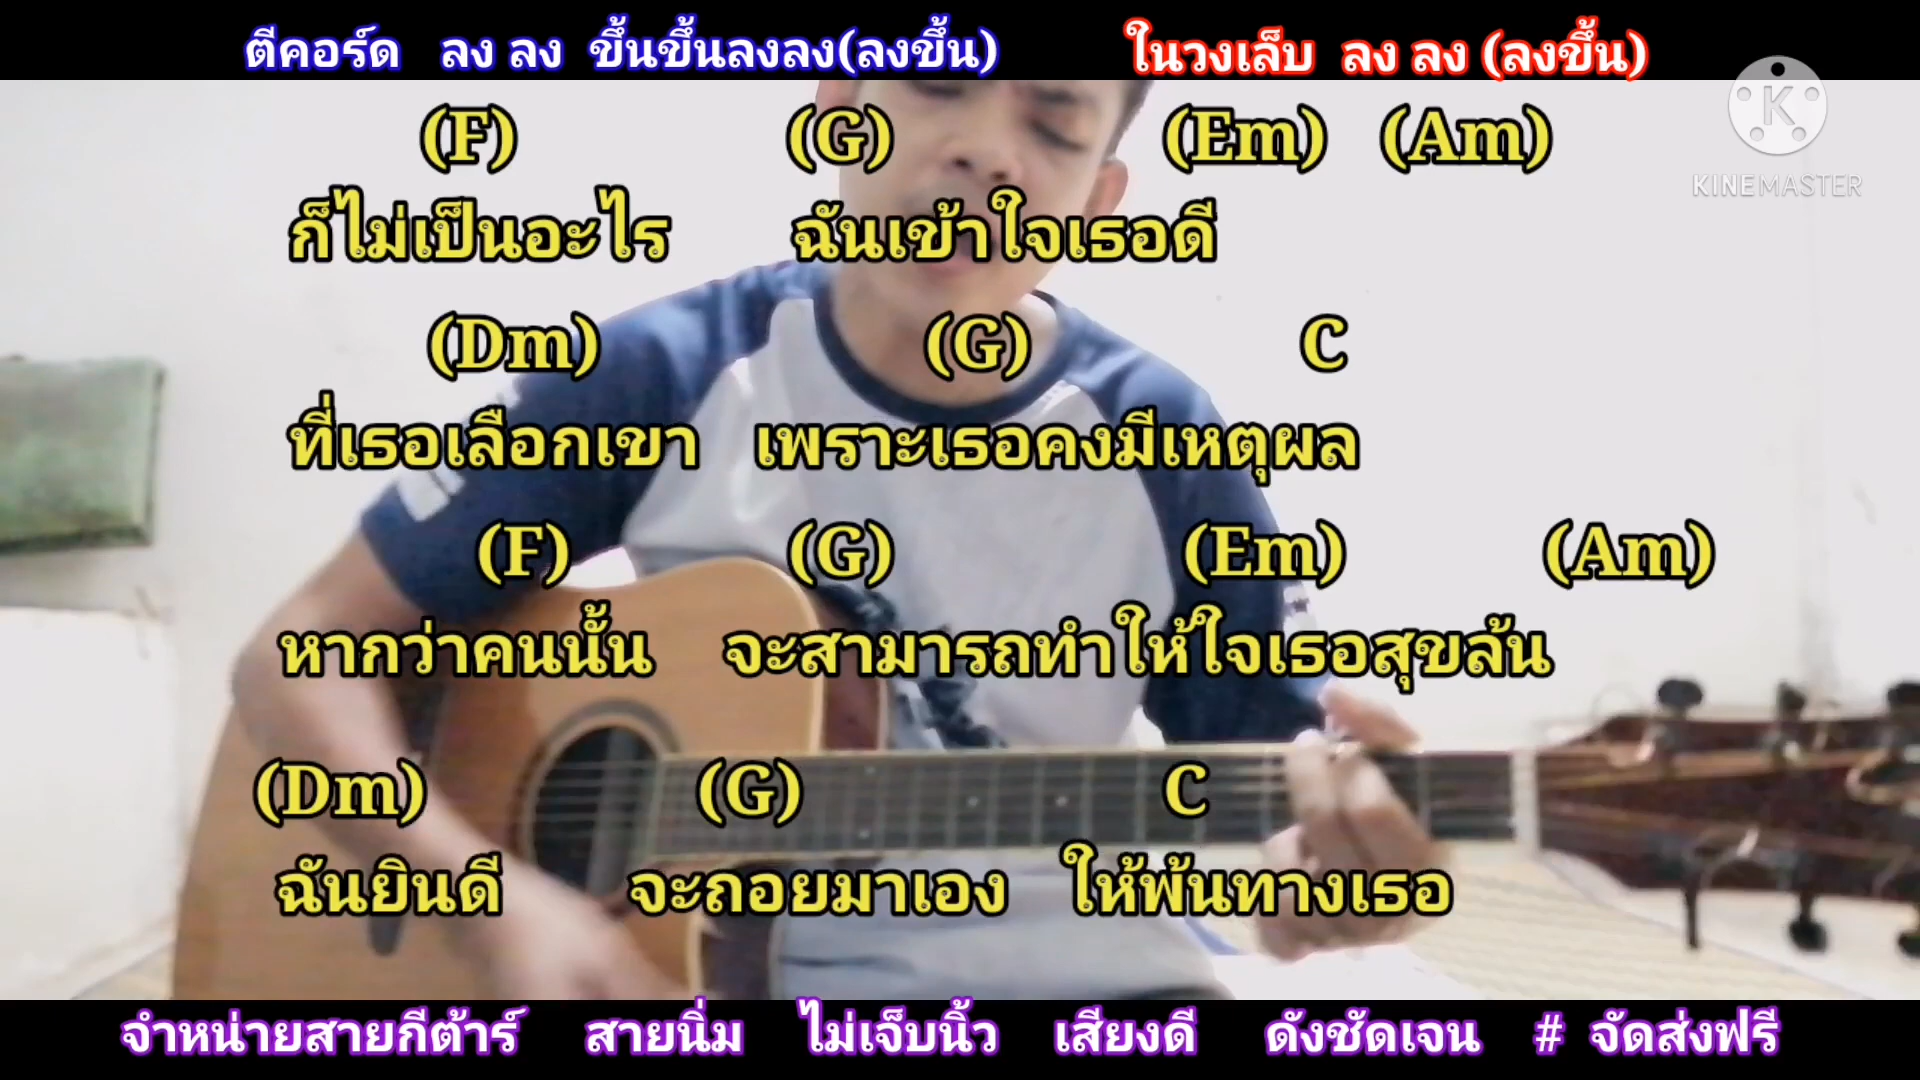 ตีคอร์ด ลง ลง ขึ้นขึ้นลงลง(ลงขึ้น) ในวงเล็บ ลง ลง (ลงขึ้น)
KINEMASTER
(F) (G) (Em) (Am)
ก็ไม่เป็นอะไร ฉันเข้าใจเธอดี
(Dm) (G) C
ที่เธอเลือกเขา เพราะเธอคงมีเหตุผล
(F) (G) (Em) (Am)
หากว่าคนนั้น จะสามารถทำให้ใจเธอสุขล้น
(Dm) (G) C
ฉันยินดี จะถอยมาเอง ให้พ้นทางเธอ
จำหน่ายสายกีต้าร์ สายนิ่ม ไม่เจ็บนิ้ว เสียงดี ดังชัดเจน # จัดส่งฟรี